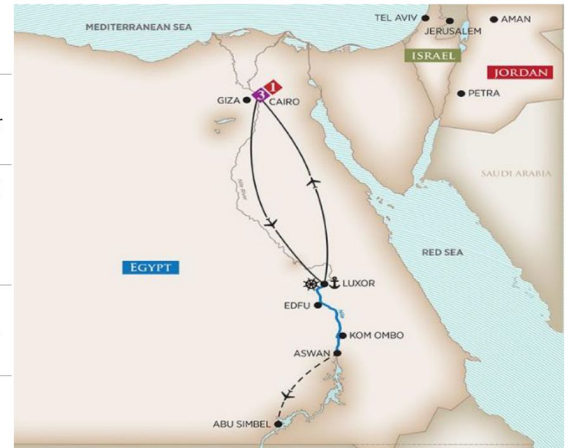 MEDITERRANEAN SEA
TEL AVIV
AMAN
JERUSALEM
ISRAEL
JORDAN
PETRA
GIZA
3
1
CAIRO
SAUDI ARABIA
RED SEA
EGYPT
LUXOR
EDFU
KOM OMBO
ASWAN
ABU SIMBEL